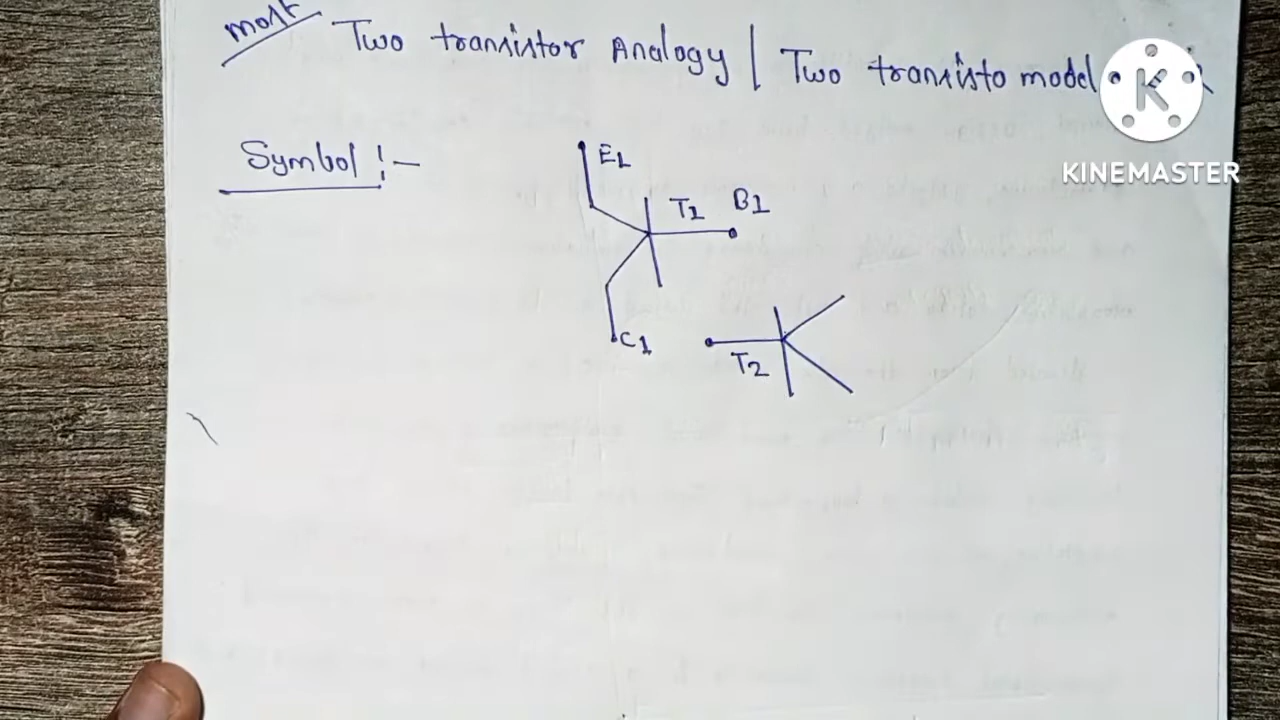 most Two transistor Analogy | Two transisto model
K
KINEMASTER
Symbol !-
E1
T1 B1
C1
T2